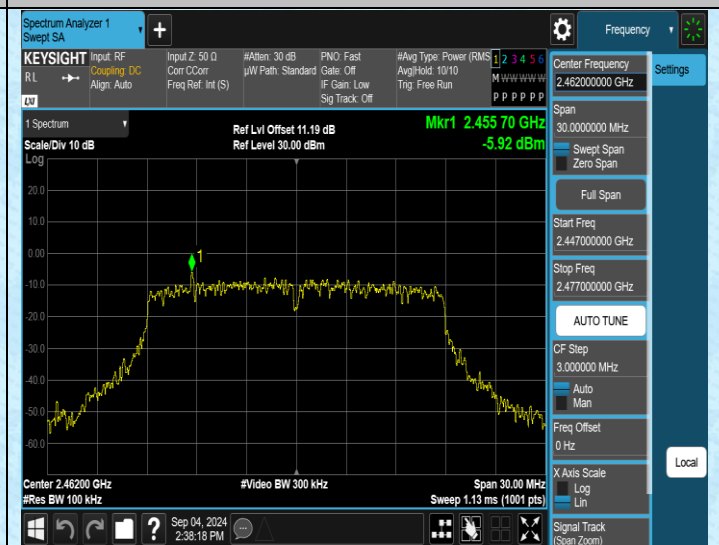 Spectrum Analyzer 1
Swept SA
Frequency
KEYSIGHT
R L
LXI
Input: RF
Coupling: DC
Align: Auto
Input Z: 50 Ω
Corr CCorr
Freq Ref: Int (S)
#Atten: 30 dB
µW Path: Standard
PNO: Fast
Gate: Off
IF Gain: Low
Sig Track: Off
#Avg Type: Power (RMS
Avg|Hold: 10/10
Trig: Free Run
1 2 3 4 5 6
M W W W W W
P P P P P P
1 Spectrum
Scale/Div 10 dB
Ref Lvl Offset 11.19 dB
Ref Level 30.00 dBm
Mkr1 2.455 70 GHz
-5.92 dBm
Log
20.0
10.0
0.00
-10.0
-20.0
-30.0
-40.0
-50.0
-60.0
1
Center 2.46200 GHz
#Res BW 100 kHz
#Video BW 300 kHz
Span 30.00 MHz
Sweep 1.13 ms (1001 pts)
Center Frequency
2.462000000 GHz
Settings
Span
30.0000000 MHz
Swept Span
Zero Span
Full Span
Start Freq
2.447000000 GHz
Stop Freq
2.477000000 GHz
AUTO TUNE
CF Step
3.000000 MHz
Auto
Man
Freq Offset
0 Hz
X Axis Scale
Log
Lin
Local
Signal Track
(Span Zoom)
Sep 04, 2024
2:38:18 PM